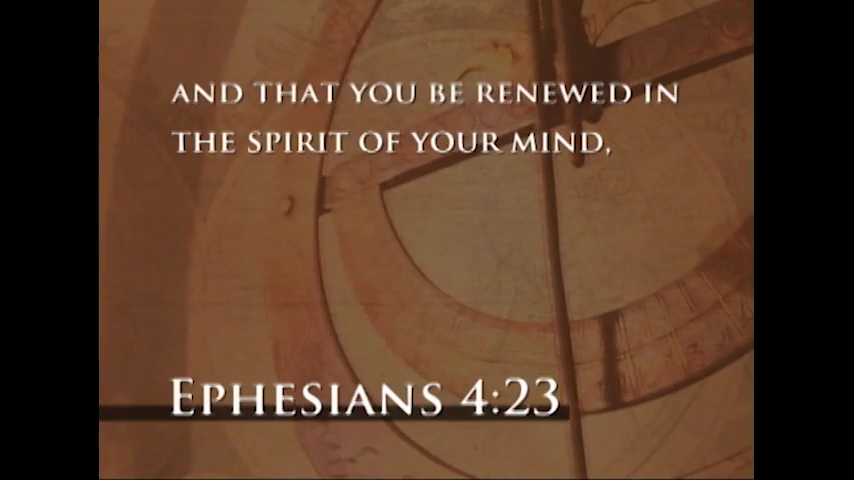 AND THAT YOU BE RENEWED IN
THE SPIRIT OF YOUR MIND,
EPHESIANS 4:23